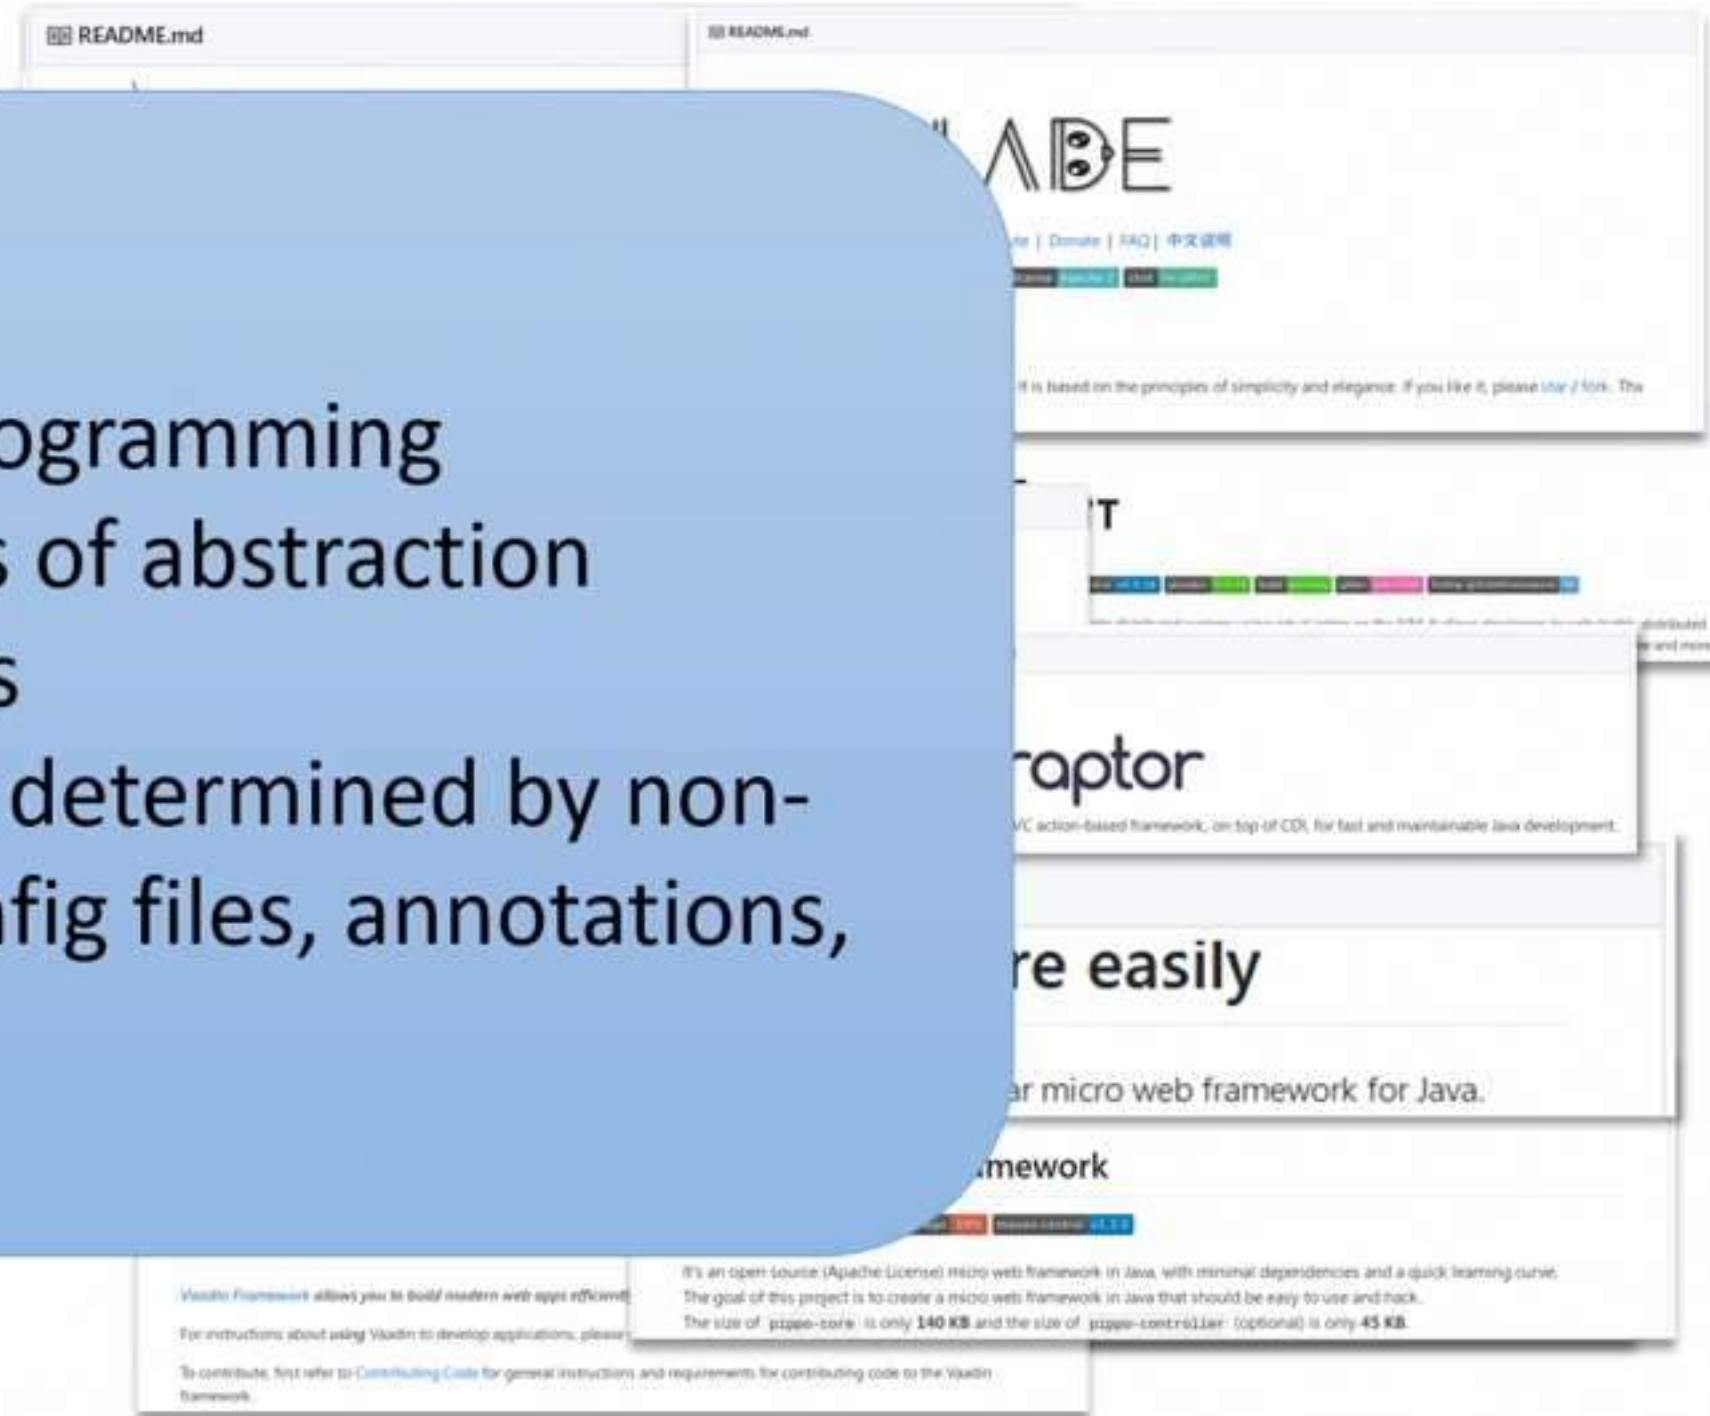 README.md
README.md
ADE
| Donate | FAQ | 中文说明
ogramming
s of abstraction
s
determined by non-
nfig files, annotations,
It is based on the principles of simplicity and elegance. If you like it, please star / fork. Tha
T
distributed
and more
raptor
VC action-based framework, on top of CDI, for fast and maintainable Java development.
re easily
ar micro web framework for Java.
mework
It's an open source (Apache License) micro web framework in Java, with minimal dependencies and a quick learning curve.
The goal of this project is to create a micro web framework in Java that should be easy to use and hack.
The size of pippo-core is only 140 KB and the size of pippo-controller (optional) is only 45 KB.
Vaadin Framework allows you to build modern web apps efficient
For instructions about using Vaadin to develop applications, please
To contribute, first refer to Contributing Code for general instructions and requirements for contributing code to the Vaadin
framework.